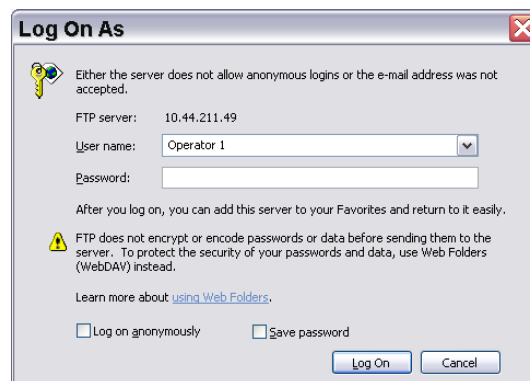 Log On As
Either the server does not allow anonymous logins or the e-mail address was not
accepted.
FTP server: 10.44.211.49
User name: Operator 1
Password:
After you log on, you can add this server to your Favorites and return to it easily.
FTP does not encrypt or encode passwords or data before sending them to the
server. To protect the security of your passwords and data, use Web Folders
(WebDAV) instead.
Learn more about using Web Folders.
Log on anonymously Save password
Log On Cancel